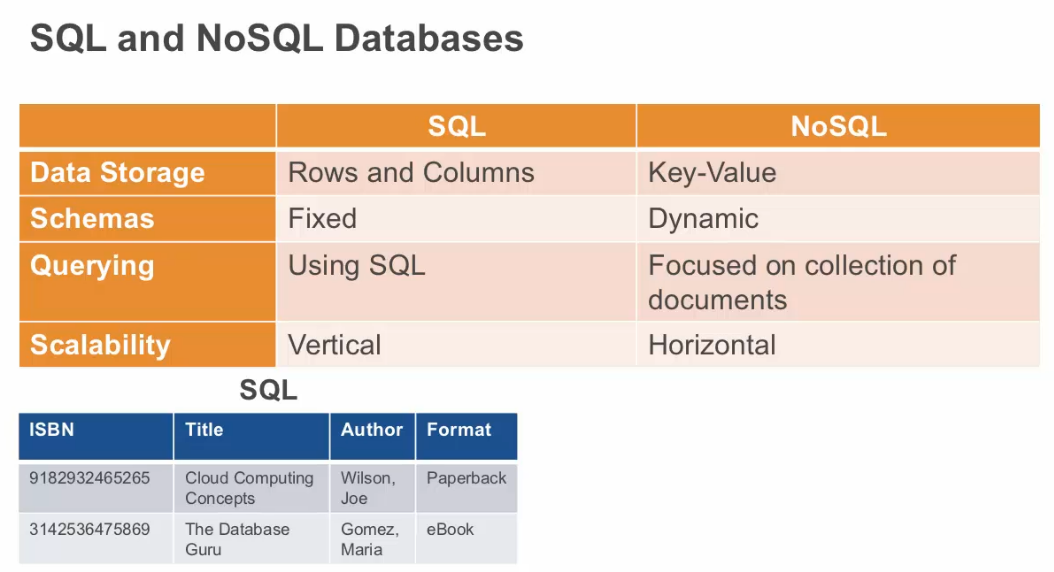 SQL and NoSQL Databases
SQL NoSQL
Data Storage Rows and Columns Key-Value
Schemas Fixed Dynamic
Querying Using SQL Focused on collection of
documents
Scalability Vertical Horizontal
SQL
ISBN Title Author Format
9182932465265 Cloud Computing Wilson, Paperback
Concepts Joe
3142536475869 The Database Gomez, eBook
Guru Maria